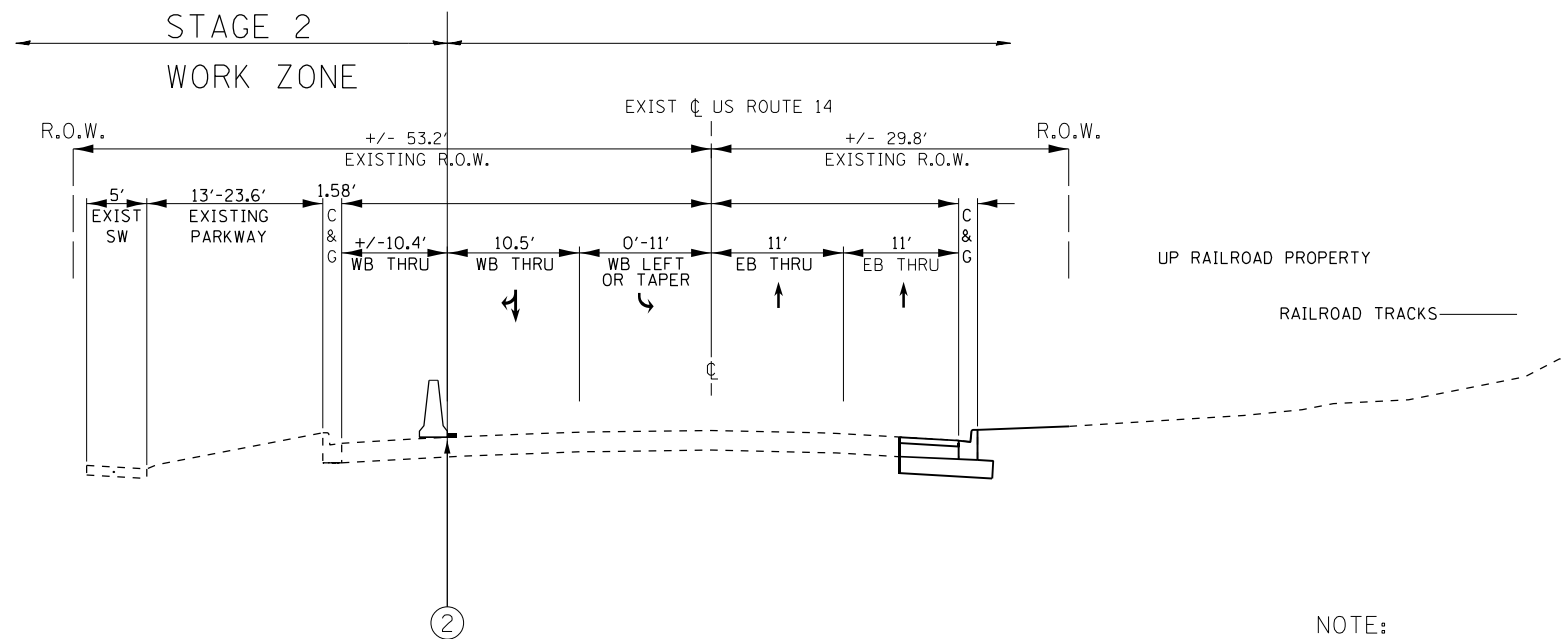 STAGE 2
WORK ZONE
EXIST ℄ US ROUTE 14
R.O.W.
+/- 53.2'
EXISTING R.O.W.
+/- 29.8'
EXISTING R.O.W.
R.O.W.
5'
EXIST
SW
13'-23.6'
EXISTING
PARKWAY
1.58'
C
&
G
+/-10.4'
WB THRU
10.5'
WB THRU
0'-11'
WB LEFT
OR TAPER
11'
EB THRU
11'
EB THRU
C
&
G
UP RAILROAD PROPERTY
RAILROAD TRACKS
℄
2
NOTE: